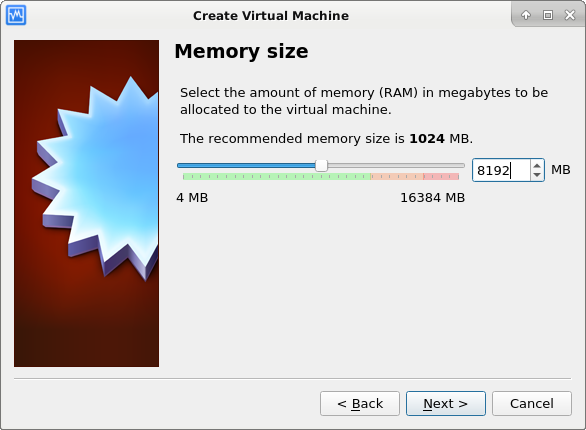 Create Virtual Machine
Memory size
Select the amount of memory (RAM) in megabytes to be
allocated to the virtual machine.
The recommended memory size is 1024 MB.
8192 MB
4 MB 16384 MB
< Back Next > Cancel